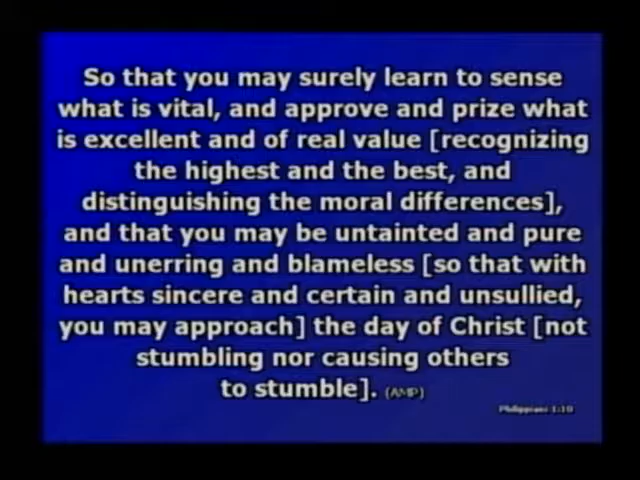 So that you may surely learn to sense
what is vital, and approve and prize what
is excellent and of real value [recognizing
the highest and the best, and
distinguishing the moral differences],
and that you may be untainted and pure
and unerring and blameless [so that with
hearts sincere and certain and unsullied,
you may approach] the day of Christ [not
stumbling nor causing others
to stumble]. (AMP)
Philippians 1:10